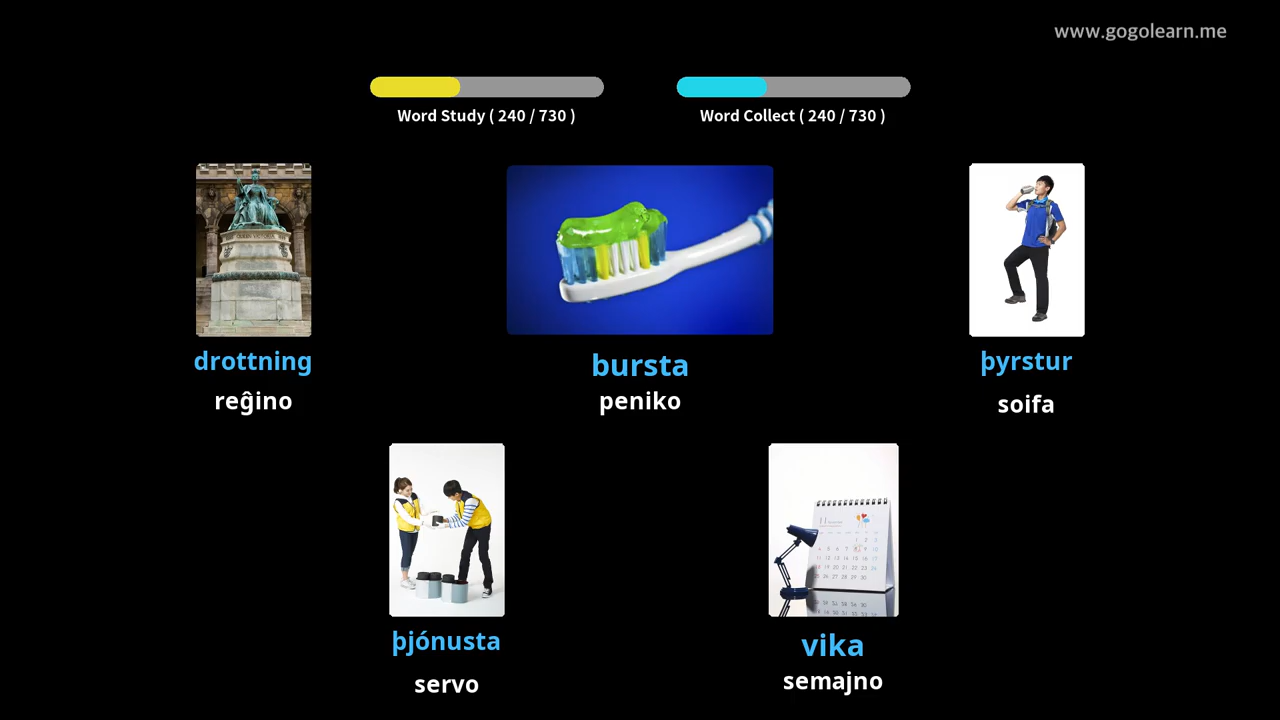 www.gogolearn.me
Word Study ( 240 / 730 )
Word Collect ( 240 / 730 )
drottning
reĝino
bursta
peniko
þyrstur
soifa
þjónusta
servo
vika
semajno